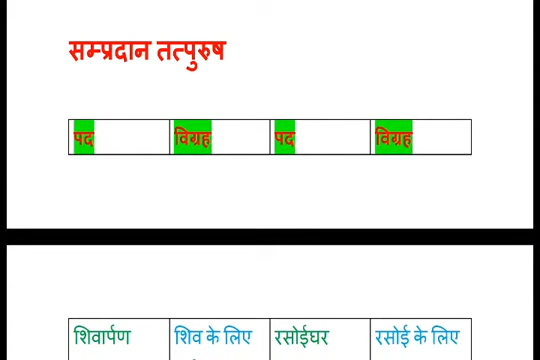 सम्प्रदान तत्पुरुष
पद विग्रह पद विग्रह
शिवार्पण शिव के लिए रसोईघर रसोई के लिए